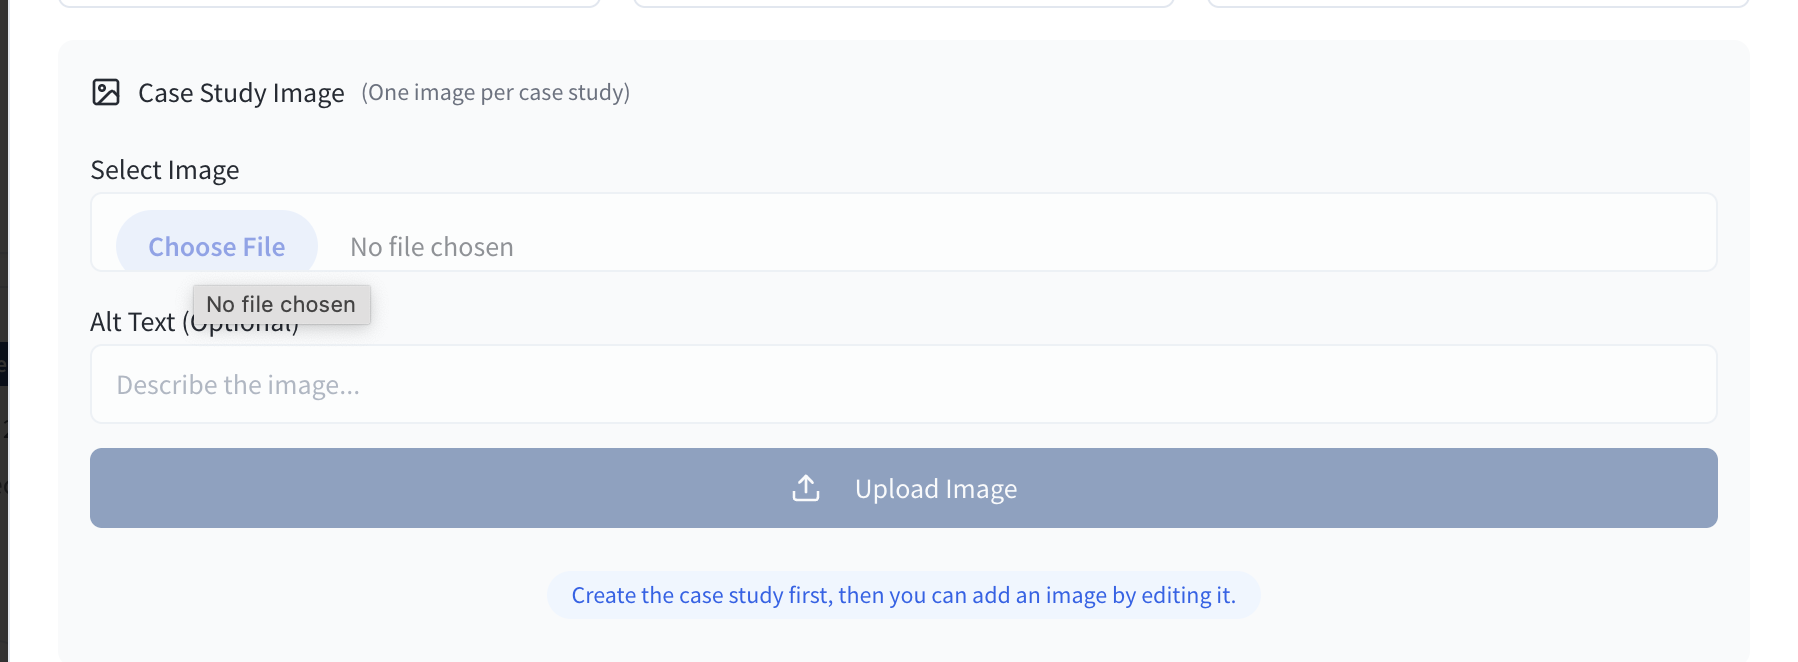 Case Study Image (One image per case study)
Select Image
Choose File No file chosen
No file chosen
Alt Text (Optional)
Describe the image...
Upload Image
Create the case study first, then you can add an image by editing it.